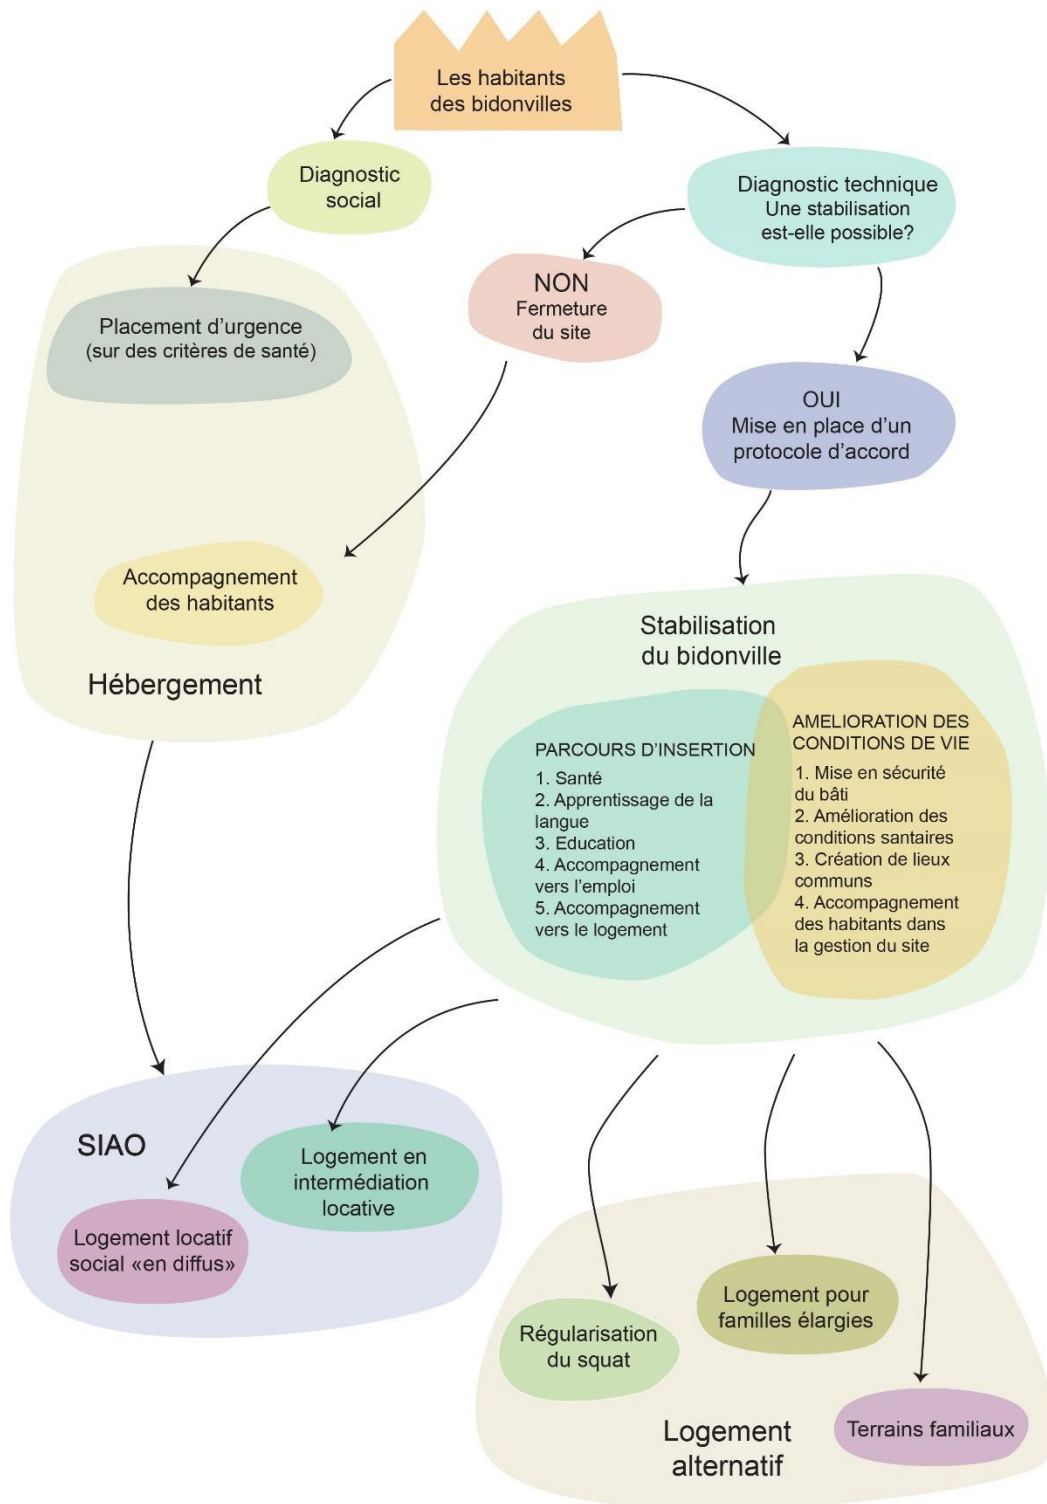 Les habitants
des bidonvilles
Diagnostic
social
Diagnostic technique
Une stabilisation
est-elle possible?
NON
Fermeture
du site
Placement d'urgence
(sur des critères de santé)
OUI
Mise en place d'un
protocole d'accord
Accompagnement
des habitants
Hébergement
Stabilisation
du bidonville
PARCOURS D'INSERTION
1. Santé
2. Apprentissage de la
langue
3. Education
4. Accompagnement
vers l'emploi
5. Accompagnement
vers le logement
AMELIORATION DES
CONDITIONS DE VIE
1. Mise en sécurité
du bâti
2. Amélioration des
conditions santaires
3. Création de lieux
communs
4. Accompagnement
des habitants dans
la gestion du site
SIAO
Logement en
intermédiation
locative
Logement locatif
social «en diffus»
Logement pour
familles élargies
Régularisation
du squat
Terrains familiaux
Logement
alternatif